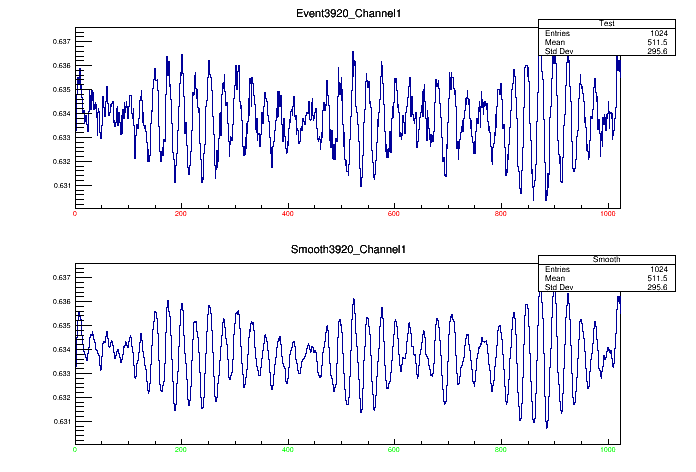 Event3920_Channel1
Test
Entries 1024
Mean 511.5
Std Dev 295.6
0.637
0.636
0.635
0.634
0.633
0.632
0.631
0 200 400 600 800 1000
Smooth3920_Channel1
Smooth
Entries 1024
Mean 511.5
Std Dev 295.6
0.637
0.636
0.635
0.634
0.633
0.632
0.631
0 200 400 600 800 1000